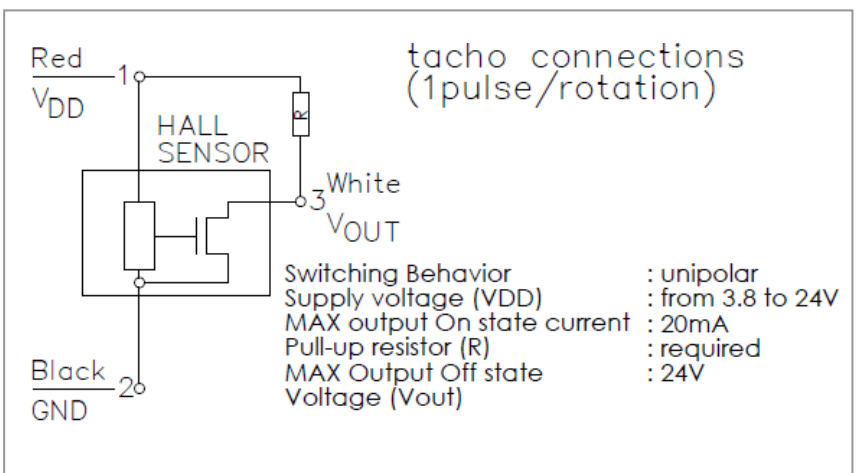 tacho connections
(1pulse/rotation)
Red
1
VDD
R
HALL
SENSOR
3
White
VOUT
Switching Behavior : unipolar
Supply voltage (VDD) : from 3.8 to 24V
MAX output On state current : 20mA
Pull-up resistor (R) : required
MAX Output Off state : 24V
Voltage (Vout)
Black
2
GND